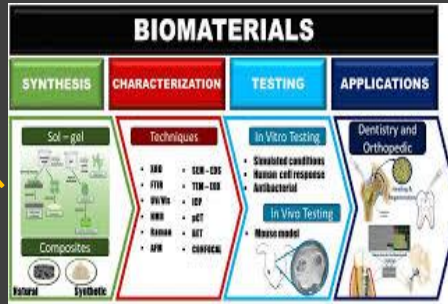 BIOMATERIALS
SYNTHESIS
CHARACTERIZATION
TESTING
APPLICATIONS
Sol – gel
Composites
Natural Synthetic
Techniques
• XRD
• FTIR
• UV/Vis
• NMR
• Raman
• AFM
• SEM – EDS
• TEM – EDS
• ICP
• μCT
• BET
• CONFOCAL
In Vitro Testing
• Simulated conditions
• Human cell response
• Antibacterial
In Vivo Testing
• Mouse model
Dentistry and
Orthopedic